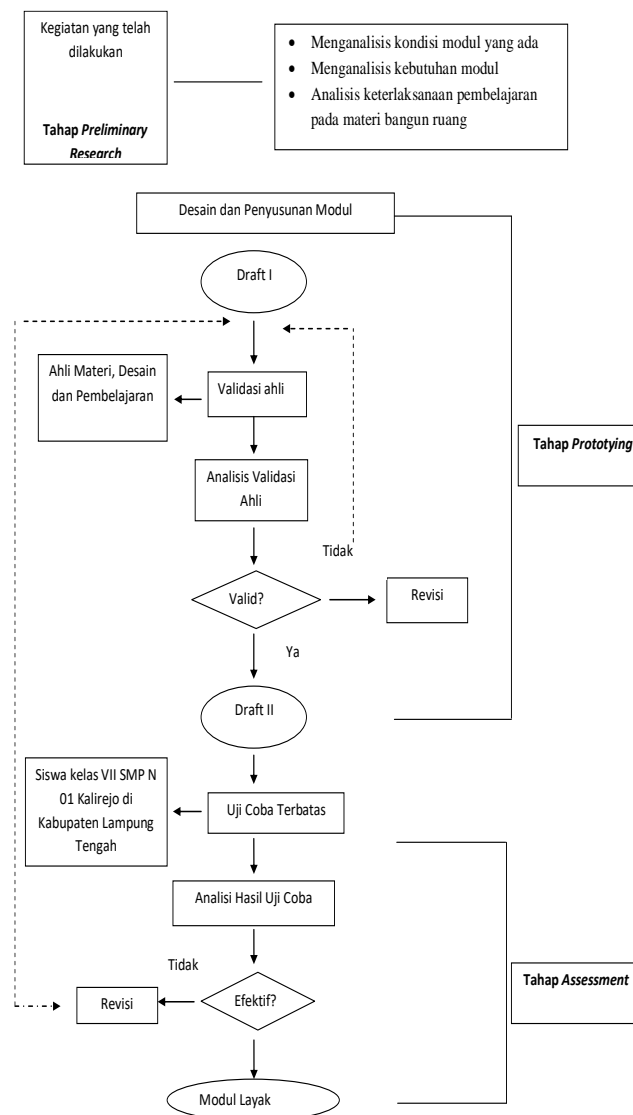 Kegiatan yang telah
dilakukan
Tahap Preliminary
Research
• Menganalisis kondisi modul yang ada
• Menganalisis kebutuhan modul
• Analisis keterlaksanaan pembelajaran
pada materi bangun ruang
Desain dan Penyusunan Modul
Draft I
Ahli Materi, Desain
dan Pembelajaran
Validasi ahli
Analisis Validasi
Ahli
Tahap Prototying
Tidak
Valid?
Revisi
Ya
Draft II
Siswa kelas VII SMP N
01 Kalirejo di
Kabupaten Lampung
Tengah
Uji Coba Terbatas
Analisi Hasil Uji Coba
Tidak
Revisi
Efektif?
Tahap Assessment
Modul Layak